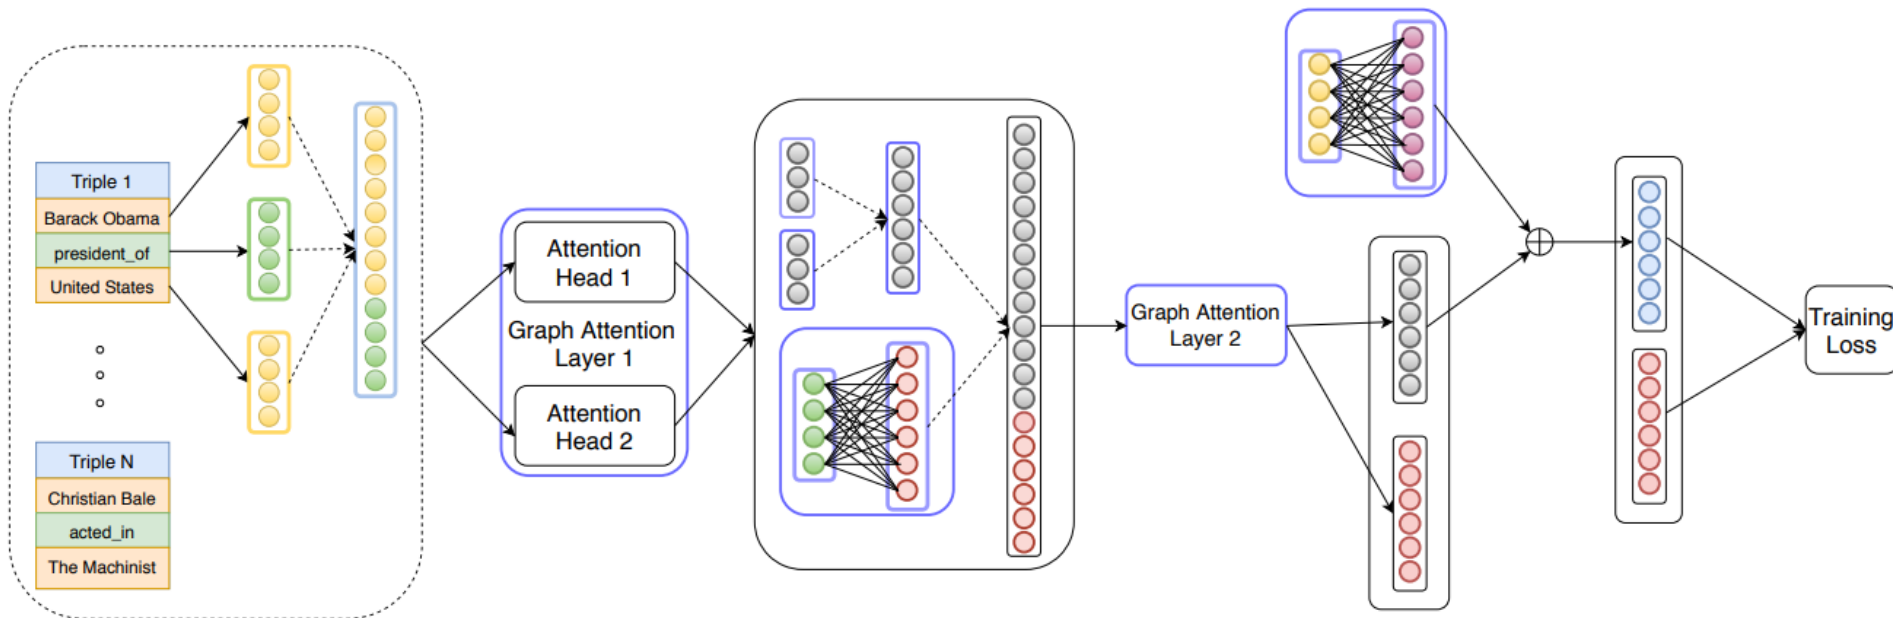 Triple 1
Barack Obama
president_of
United States
Triple N
Christian Bale
acted_in
The Machinist
Attention
Head 1
Graph Attention
Layer 1
Attention
Head 2
Graph Attention
Layer 2
Training
Loss